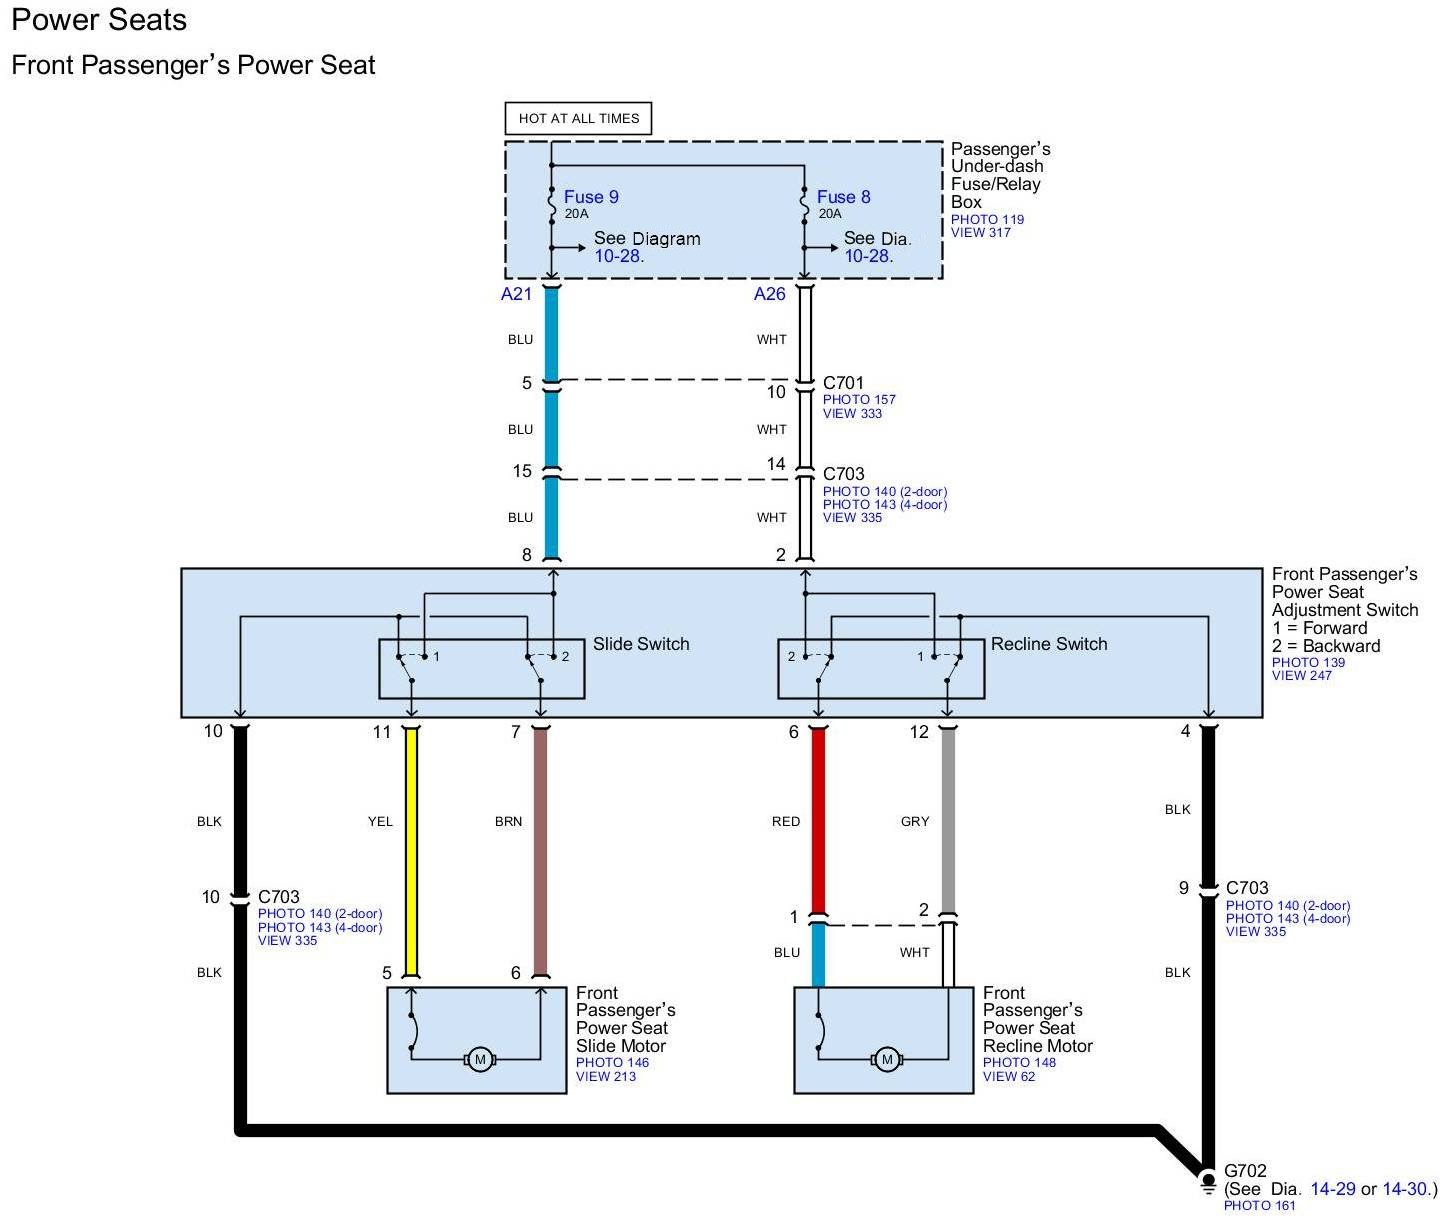 Power Seats
Front Passenger's Power Seat
HOT AT ALL TIMES
Passenger's
Under-dash
Fuse/Relay
Box
PHOTO 119
VIEW 317
Fuse 9
20A
See Diagram
10-28.
Fuse 8
20A
See Dia.
10-28.
A21
A26
BLU
WHT
5
10
C701
PHOTO 157
VIEW 333
BLU
WHT
15
14
C703
PHOTO 140 (2-door)
PHOTO 143 (4-door)
VIEW 335
BLU
WHT
8
2
Front Passenger's
Power Seat
Adjustment Switch
1 = Forward
2 = Backward
PHOTO 139
VIEW 247
Slide Switch
1
2
Recline Switch
2
1
10
11
7
6
12
4
BLK
YEL
BRN
RED
GRY
BLK
10
C703
PHOTO 140 (2-door)
PHOTO 143 (4-door)
VIEW 335
1
2
9
C703
PHOTO 140 (2-door)
PHOTO 143 (4-door)
VIEW 335
BLU
WHT
BLK
5
6
BLK
M
Front
Passenger's
Power Seat
Slide Motor
PHOTO 146
VIEW 213
M
Front
Passenger's
Power Seat
Recline Motor
PHOTO 148
VIEW 62
G702
(See Dia. 14-29 or 14-30.)
PHOTO 161